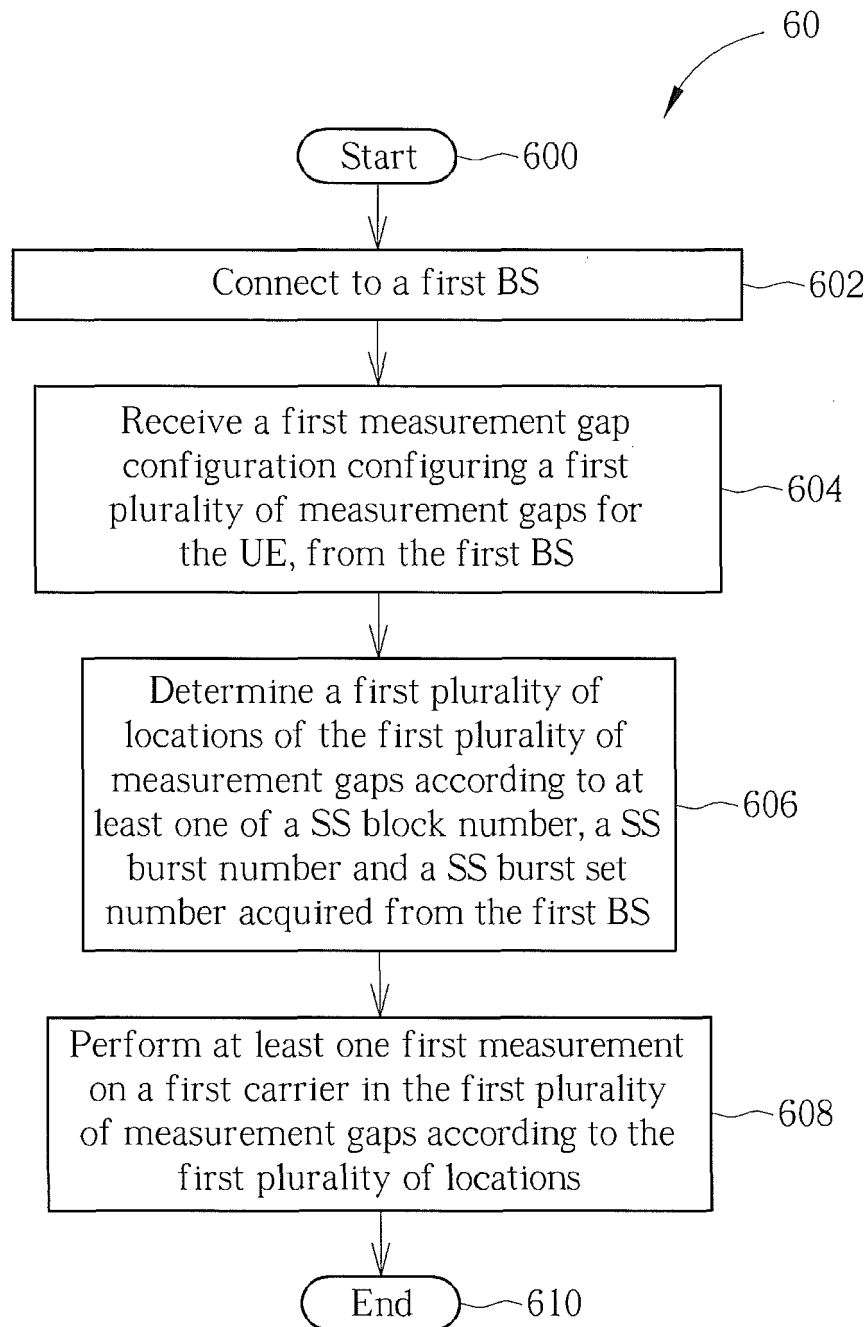 60
Start
600
Connect to a first BS
602
Receive a first measurement gap
configuration configuring a first
plurality of measurement gaps for
the UE, from the first BS
604
Determine a first plurality of
locations of the first plurality of
measurement gaps according to at
least one of a SS block number, a SS
burst number and a SS burst set
number acquired from the first BS
606
Perform at least one first measurement
on a first carrier in the first plurality
of measurement gaps according to the
first plurality of locations
608
End
610